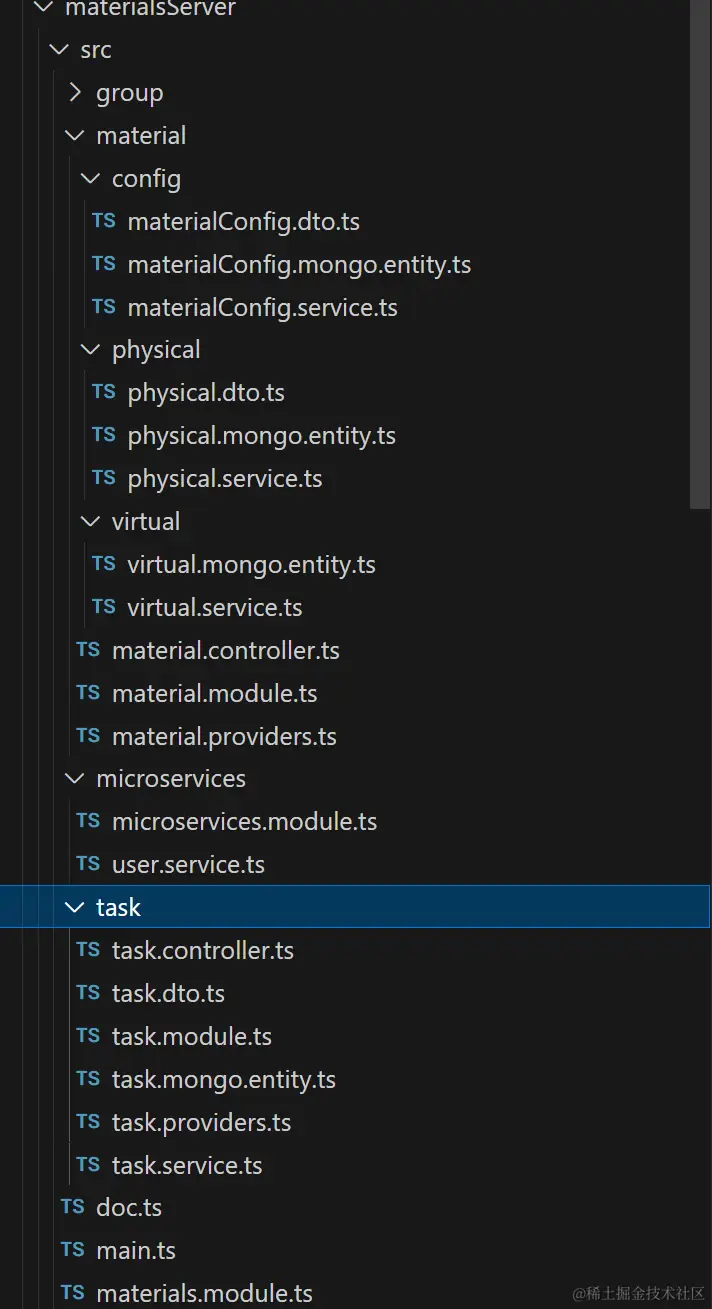 materialsServer
src
group
material
config
TS materialConfig.dto.ts
TS materialConfig.mongo.entity.ts
TS materialConfig.service.ts
physical
TS physical.dto.ts
TS physical.mongo.entity.ts
TS physical.service.ts
virtual
TS virtual.mongo.entity.ts
TS virtual.service.ts
TS material.controller.ts
TS material.module.ts
TS material.providers.ts
microservices
TS microservices.module.ts
TS user.service.ts
task
TS task.controller.ts
TS task.dto.ts
TS task.module.ts
TS task.mongo.entity.ts
TS task.providers.ts
TS task.service.ts
TS doc.ts
TS main.ts
TS materials.module.ts
@稀土掘金技术社区